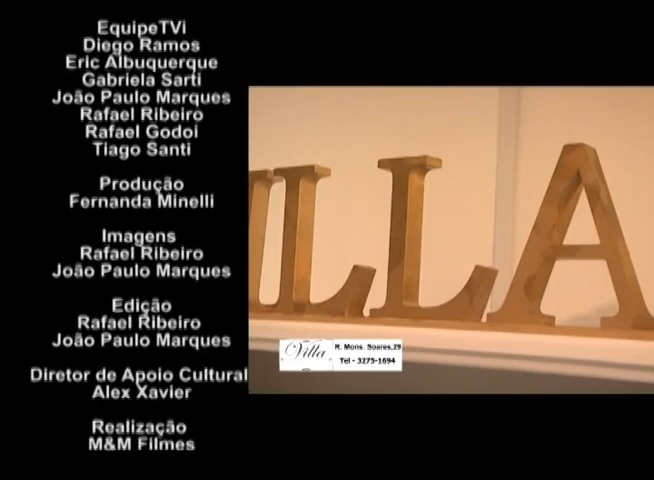 EquipeTVi
Diego Ramos
Eric Albuquerque
Gabriela Sarti
João Paulo Marques
Rafael Ribeiro
Rafael Godoi
Tiago Santi
Produção
Fernanda Minelli
Imagens
Rafael Ribeiro
João Paulo Marques
Edição
Rafael Ribeiro
João Paulo Marques
Diretor de Apoio Cultural
Alex Xavier
Realização
M&M Filmes
ILLA
Villa
R. Mons. Soares,79
Tel - 3275-1694